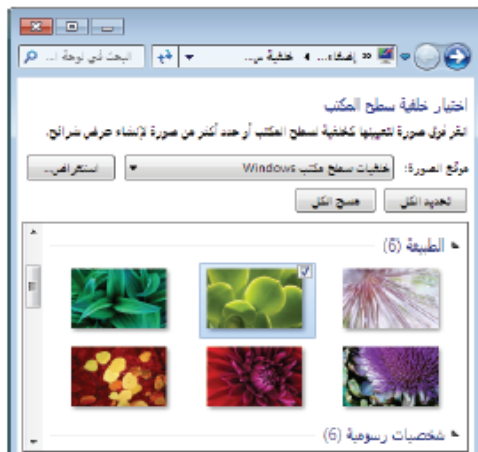 « إضفاء... ◂ خلفية س... البحث في لوحة ا...
اختيار خلفية سطح المكتب
انقر فوق صورة لتعيينها كخلفية لسطح المكتب أو حدد أكثر من صورة لإنشاء عرض شرائح.
موقع الصورة: خلفيات سطح مكتب Windows استعراض...
تحديد الكل مسح الكل
الطبيعة (6)
شخصيات رسومية (6)